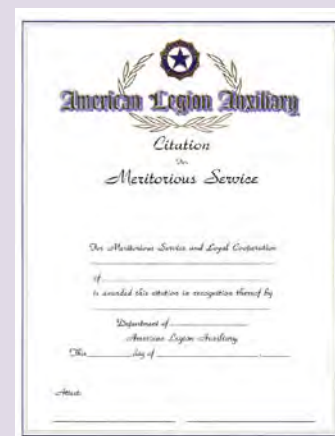 American Legion Auxiliary
Citation
For
Meritorious Service
For Meritorious Service and Loyal Cooperation
of
is awarded this citation in recognition thereof by
Department of
American Legion Auxiliary
This day of ,
Attest: